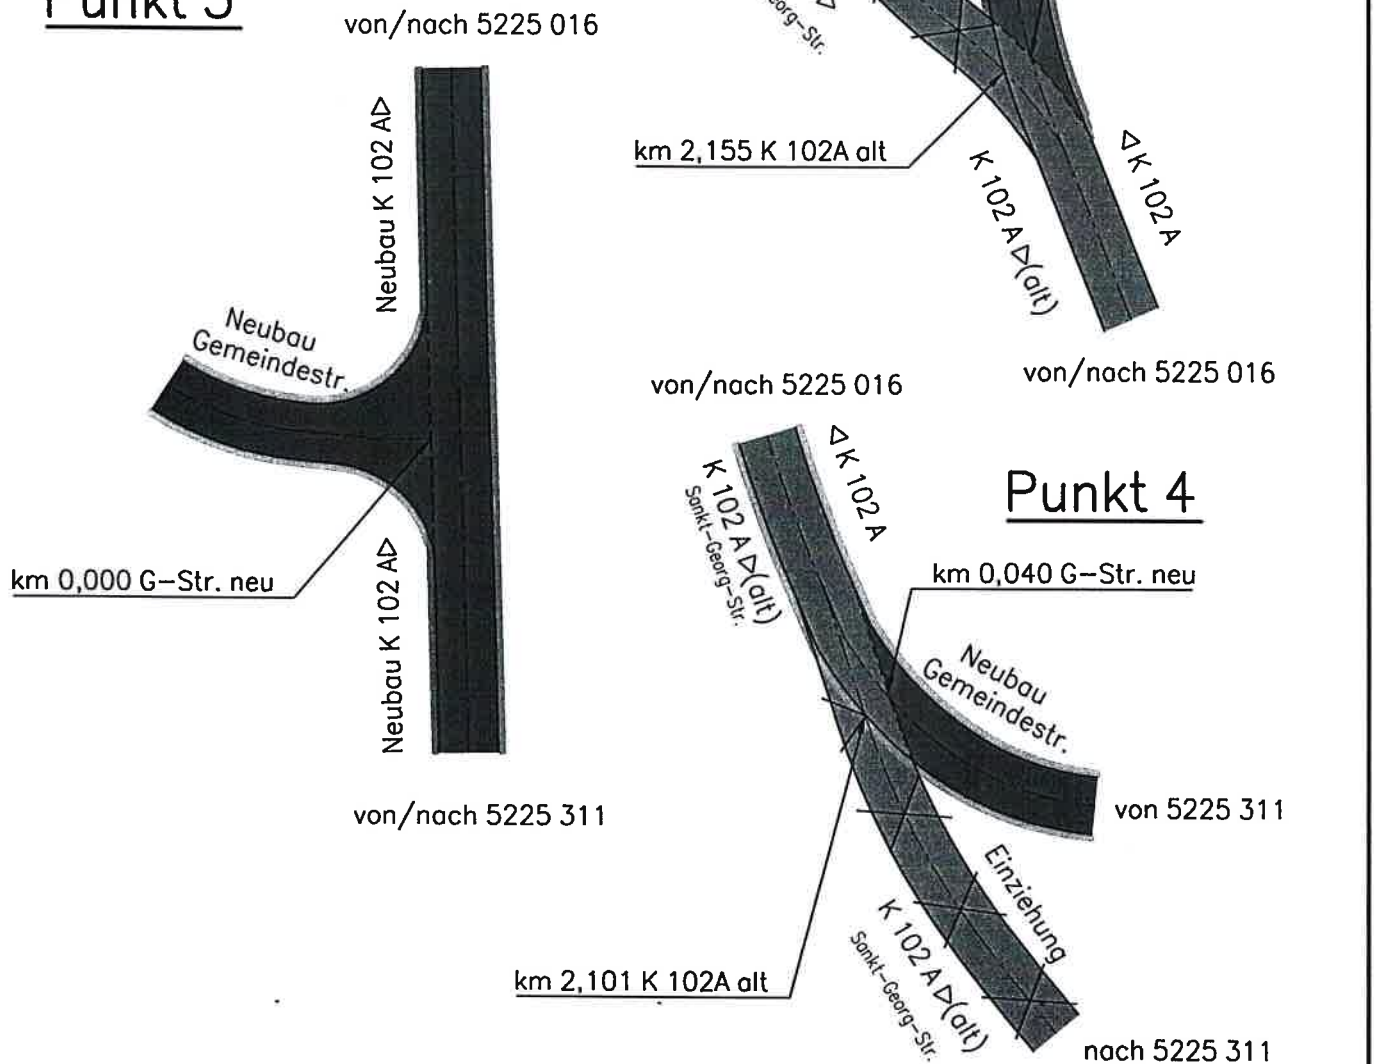 Punkt 3
von/nach 5225 016
Neubau K 102 A▷
Neubau
Gemeindestr.
km 0,000 G-Str. neu
Neubau K 102 A▷
von/nach 5225 311
km 2,155 K 102A alt
K 102 A▷(alt)
◁K 102 A
von/nach 5225 016
von/nach 5225 016
Punkt 4
K 102 A▷(alt)
Sankt-Georg-Str.
◁K 102 A
km 0,040 G-Str. neu
Neubau
Gemeindestr.
von 5225 311
Einziehung
K 102 A▷(alt)
Sankt-Georg-Str.
km 2,101 K 102A alt
nach 5225 311